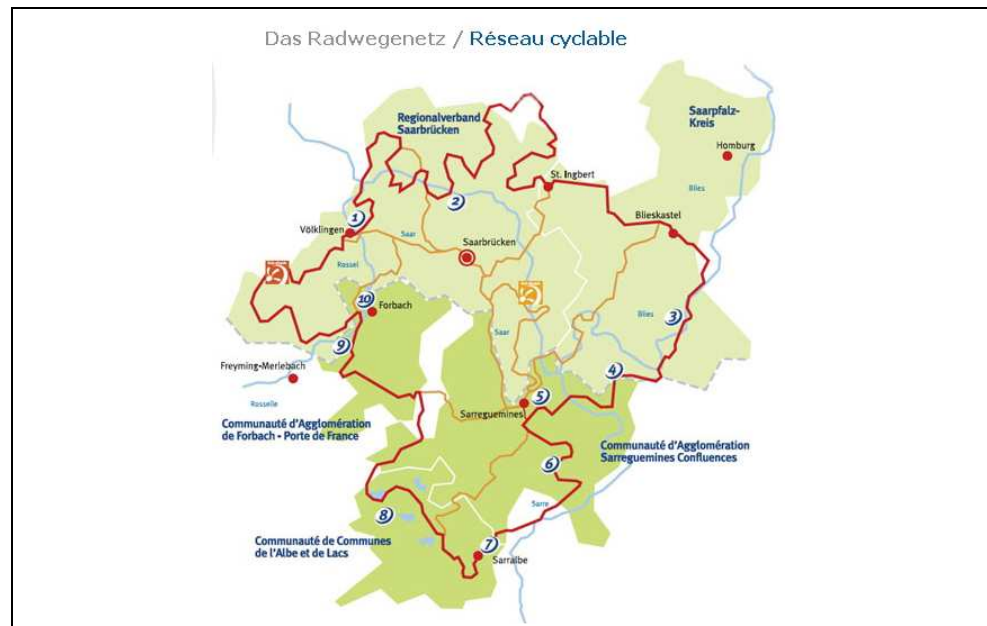 Das Radwegenetz / Réseau cyclable
Regionalverband
Saarbrücken
Saarpfalz-
Kreis
Homburg
St. Ingbert
Blies
2
1
Völklingen
Blieskastel
Saar
Saarbrücken
Rossel
10
Forbach
3
Blies
Saar
9
4
Freyming-Merlebach
5
Rosselle
Sarreguemines
Communauté d'Agglomération
de Forbach - Porte de France
Communauté d'Agglomération
Sarreguemines Confluences
6
Sarre
8
Communauté de Communes
de l'Albe et de Lacs
7
Sarralbe